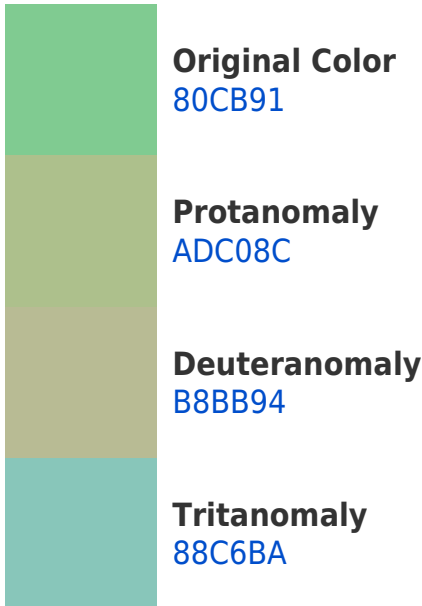 Original Color
80CB91
Protanomaly
ADC08C
Deuteranomaly
B8BB94
Tritanomaly
88C6BA